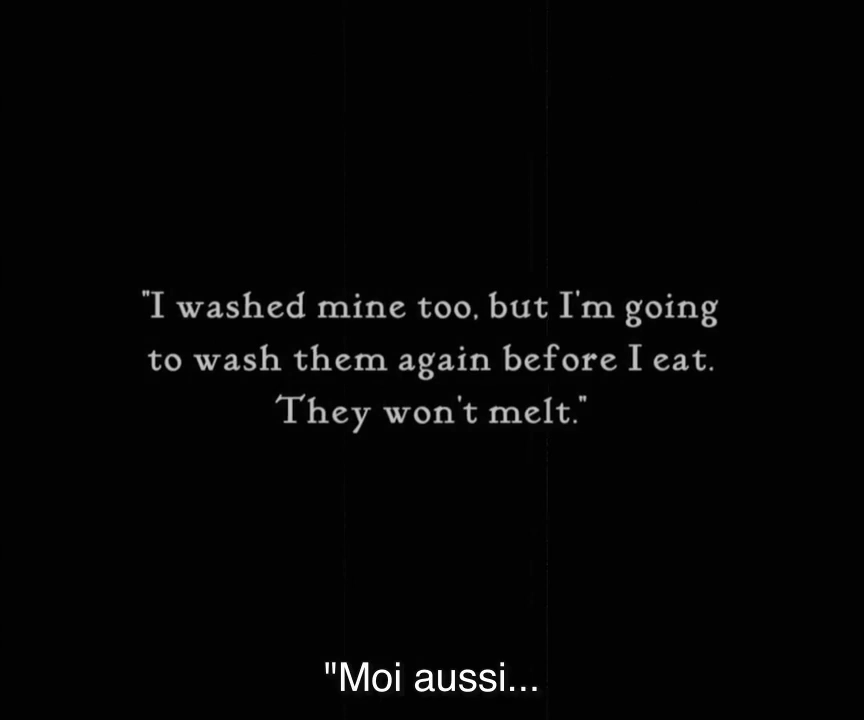 "I washed mine too, but I'm going
to wash them again before I eat.
They won't melt."
"Moi aussi...